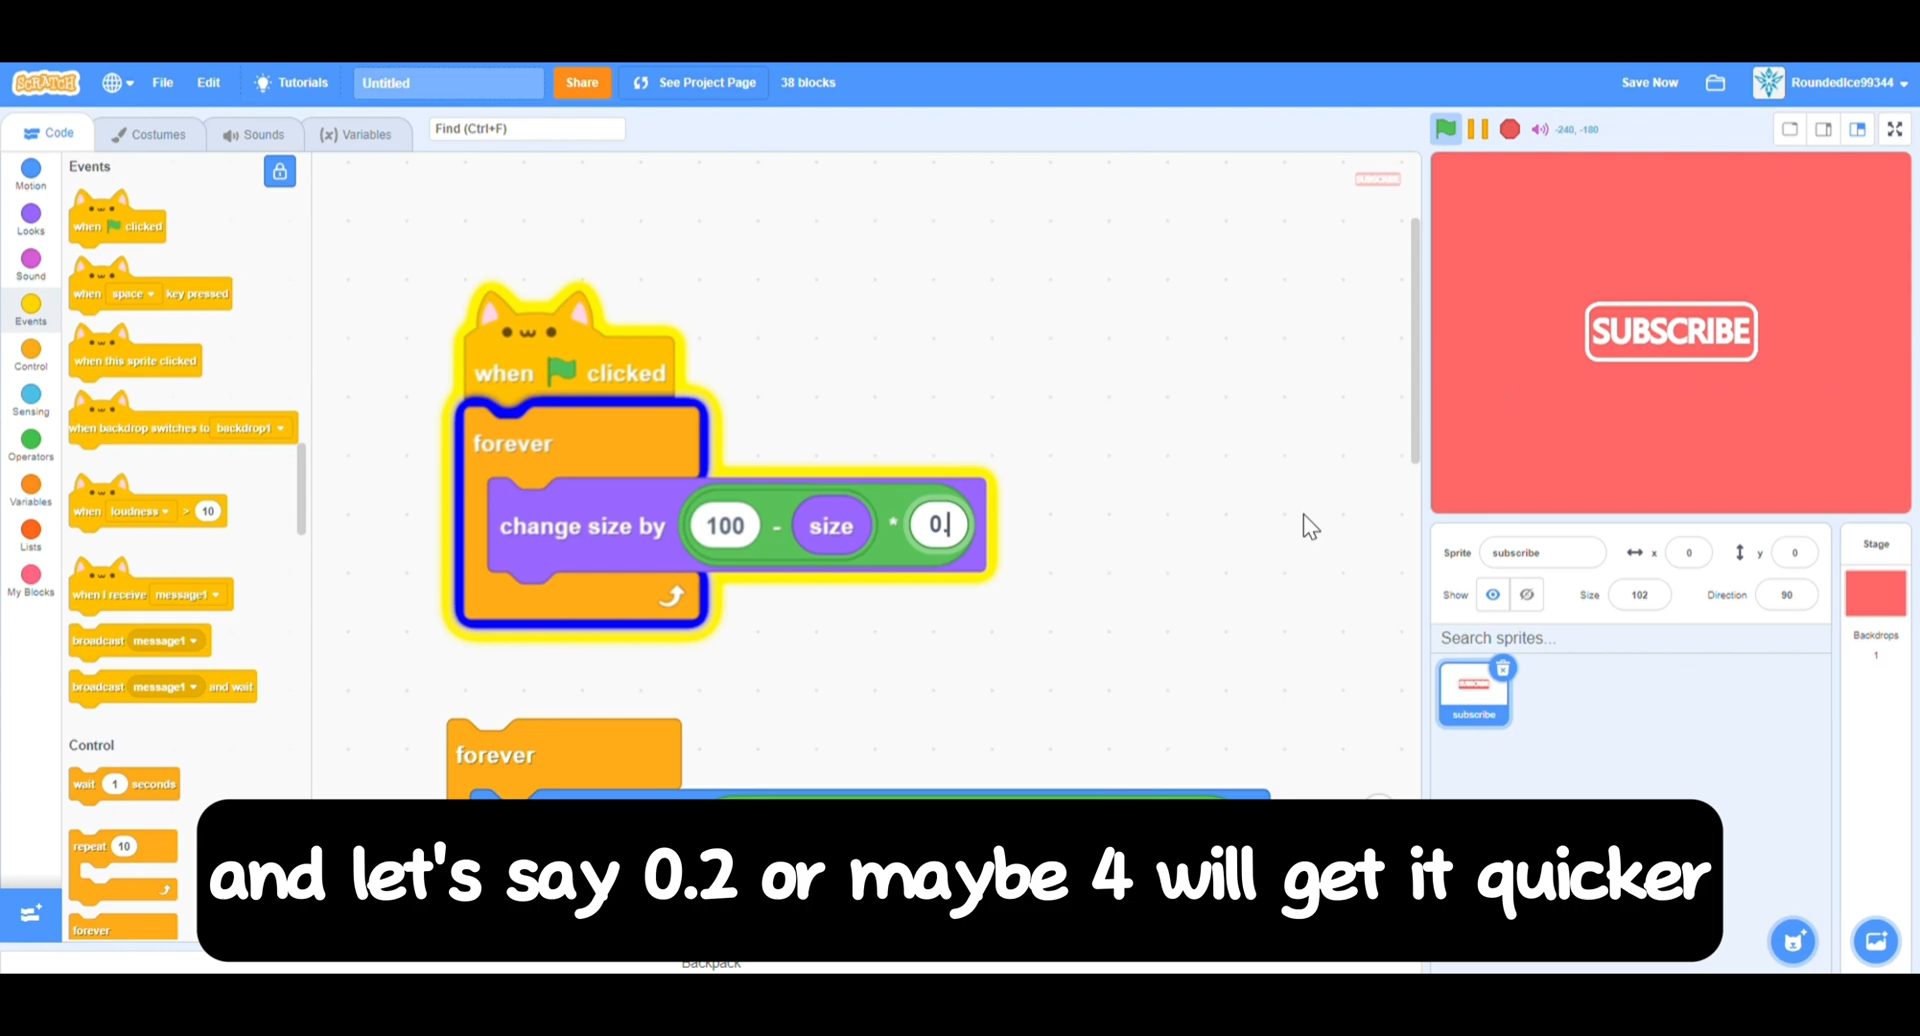 SCRATCH File Edit Tutorials Untitled Share See Project Page 38 blocks Save Now RoundedIce99344
Code Costumes Sounds (x) Variables Find (Ctrl+F) -240, -180
Motion
Looks
Sound
Events
Control
Sensing
Operators
Variables
Lists
My Blocks
Events
when clicked
when space key pressed
when this sprite clicked
when backdrop switches to backdrop1
when loudness > 10
when I receive message1
broadcast message1
broadcast message1 and wait
Control
wait 1 seconds
repeat 10
forever
SUBSCRIBE
when clicked
forever
change size by 100 - size * 0.
forever
SUBSCRIBE
Sprite subscribe x 0 y 0
Show Size 102 Direction 90
Search sprites...
subscribe
Stage
Backdrops
1
and let's say 0.2 or maybe 4 will get it quicker
Backpack